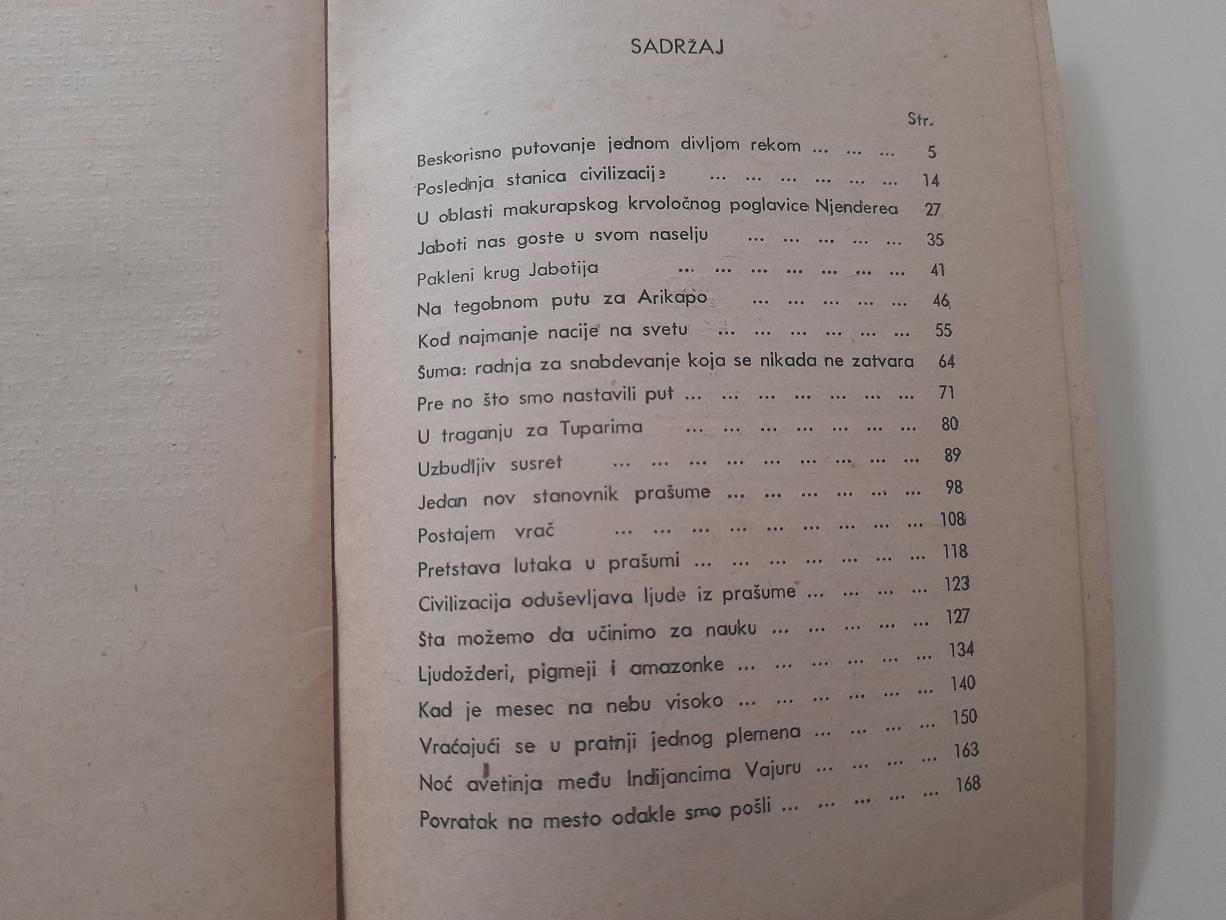 SADRŽAJ
Str.
Beskorisno putovanje jednom divljom rekom ... ... ... 5
Poslednja stanica civilizacije ... ... ... ... ... ... 14
U oblasti makurapskog krvoločnog poglavice Njenderea 27
Jaboti nas goste u svom naselju ... ... ... ... ... 35
Pakleni krug Jabotija ... ... ... ... ... ... ... 41
Na tegobnom putu za Arikapo ... ... ... ... ... 46
Kod najmanje nacije na svetu ... ... ... ... ... ... 55
Šuma: radnja za snabdevanje koja se nikada ne zatvara 64
Pre no što smo nastavili put ... ... ... ... ... ... ... 71
U traganju za Tuparima ... ... ... ... ... ... ... 80
Uzbudljiv susret ... ... ... ... ... ... ... ... ... 89
Jedan nov stanovnik prašume ... ... ... ... ... ... 98
Postajem vrač ... ... ... ... ... ... ... ... ... 108
Pretstava lutaka u prašumi ... ... ... ... ... ... ... 118
Civilizacija oduševljava ljude iz prašume ... ... ... ... 123
Šta možemo da učinimo za nauku ... ... ... ... ... 127
Ljudožderi, pigmeji i amazonke ... ... ... ... ... ... 134
Kad je mesec na nebu visoko ... ... ... ... ... ... 140
Vraćajući se u pratnji jednog plemena ... ... ... ... 150
Noć avetinja među Indijancima Vajuru ... ... ... ... 163
Povratak na mesto odakle smo pošli ... ... ... ... ... 168